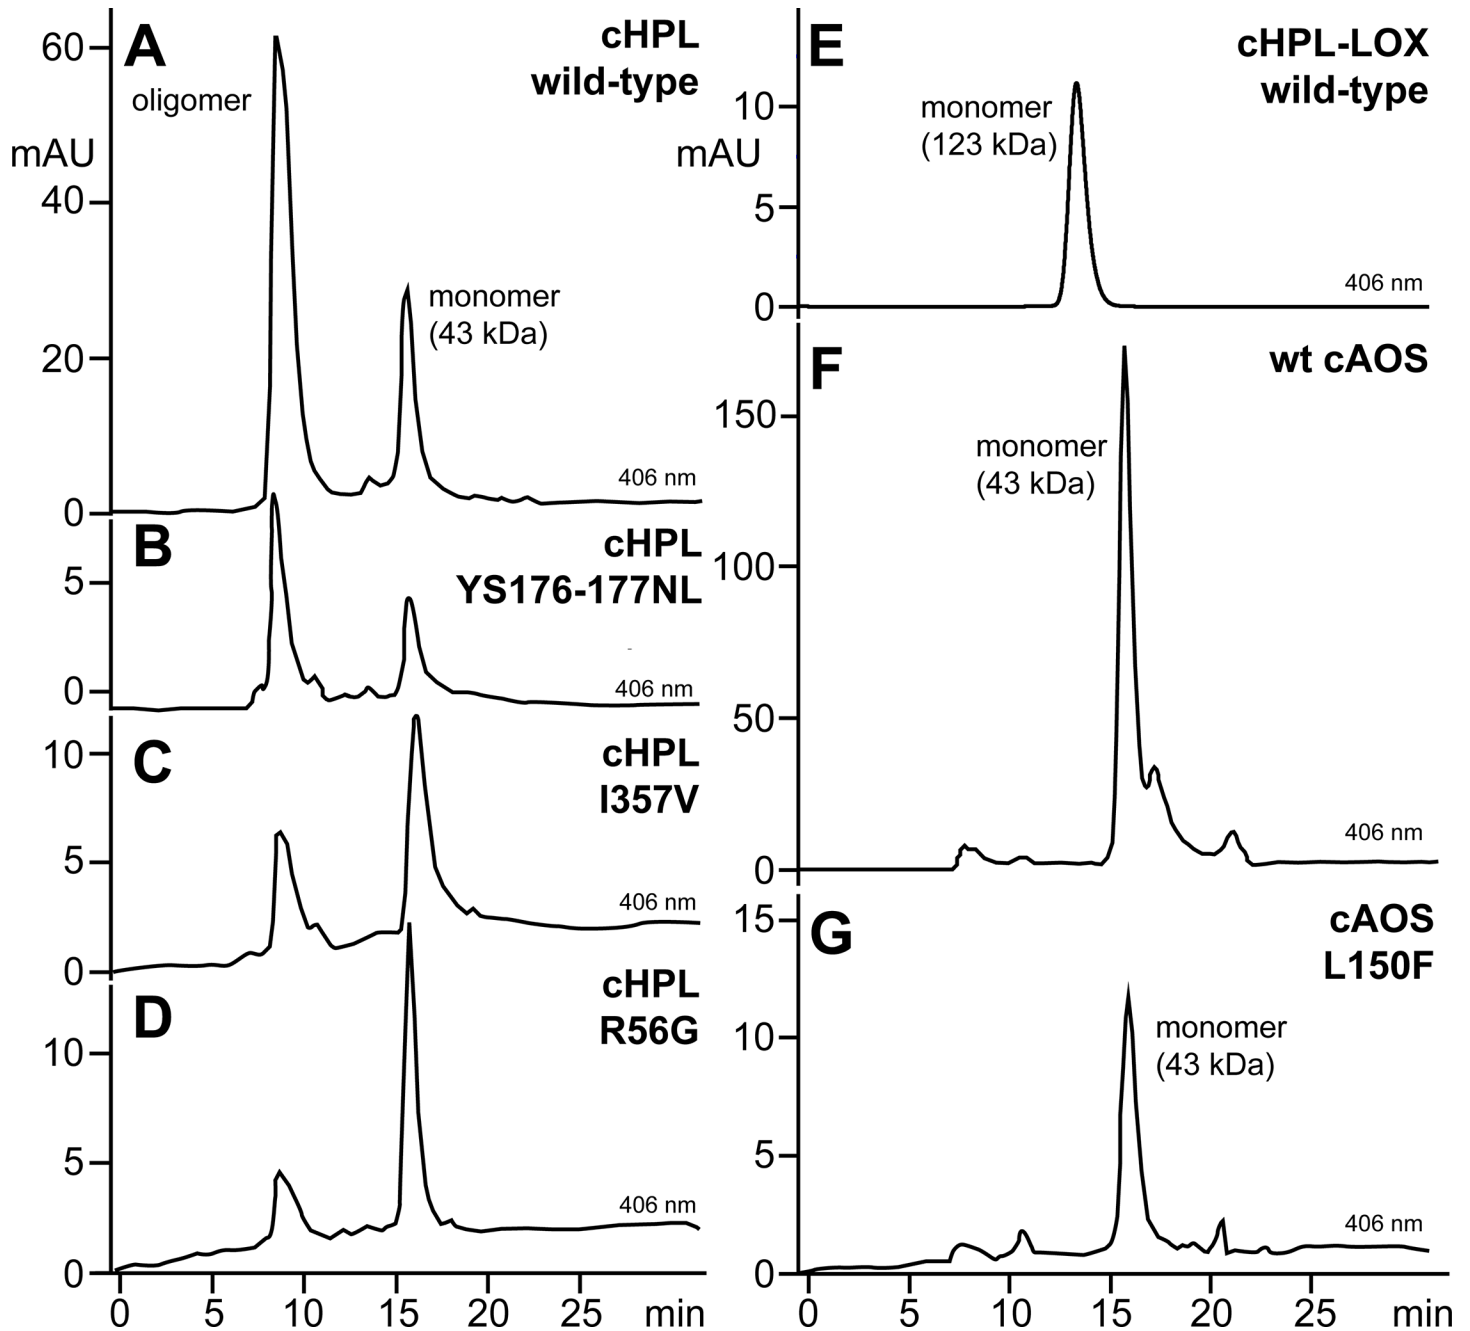 A
cHPL
wild-type
60
oligomer
mAU
40
monomer
(43 kDa)
20
406 nm
0
B
cHPL
YS176-177NL
5
0
406 nm
C
cHPL
I357V
10
5
406 nm
0
D
cHPL
R56G
10
5
406 nm
0
0 5 10 15 20 25 min
E
cHPL-LOX
wild-type
10
monomer
(123 kDa)
mAU
5
406 nm
0
F
wt cAOS
150
monomer
(43 kDa)
100
50
406 nm
0
G
cAOS
L150F
15
10
monomer
(43 kDa)
5
406 nm
0
0 5 10 15 20 25 min